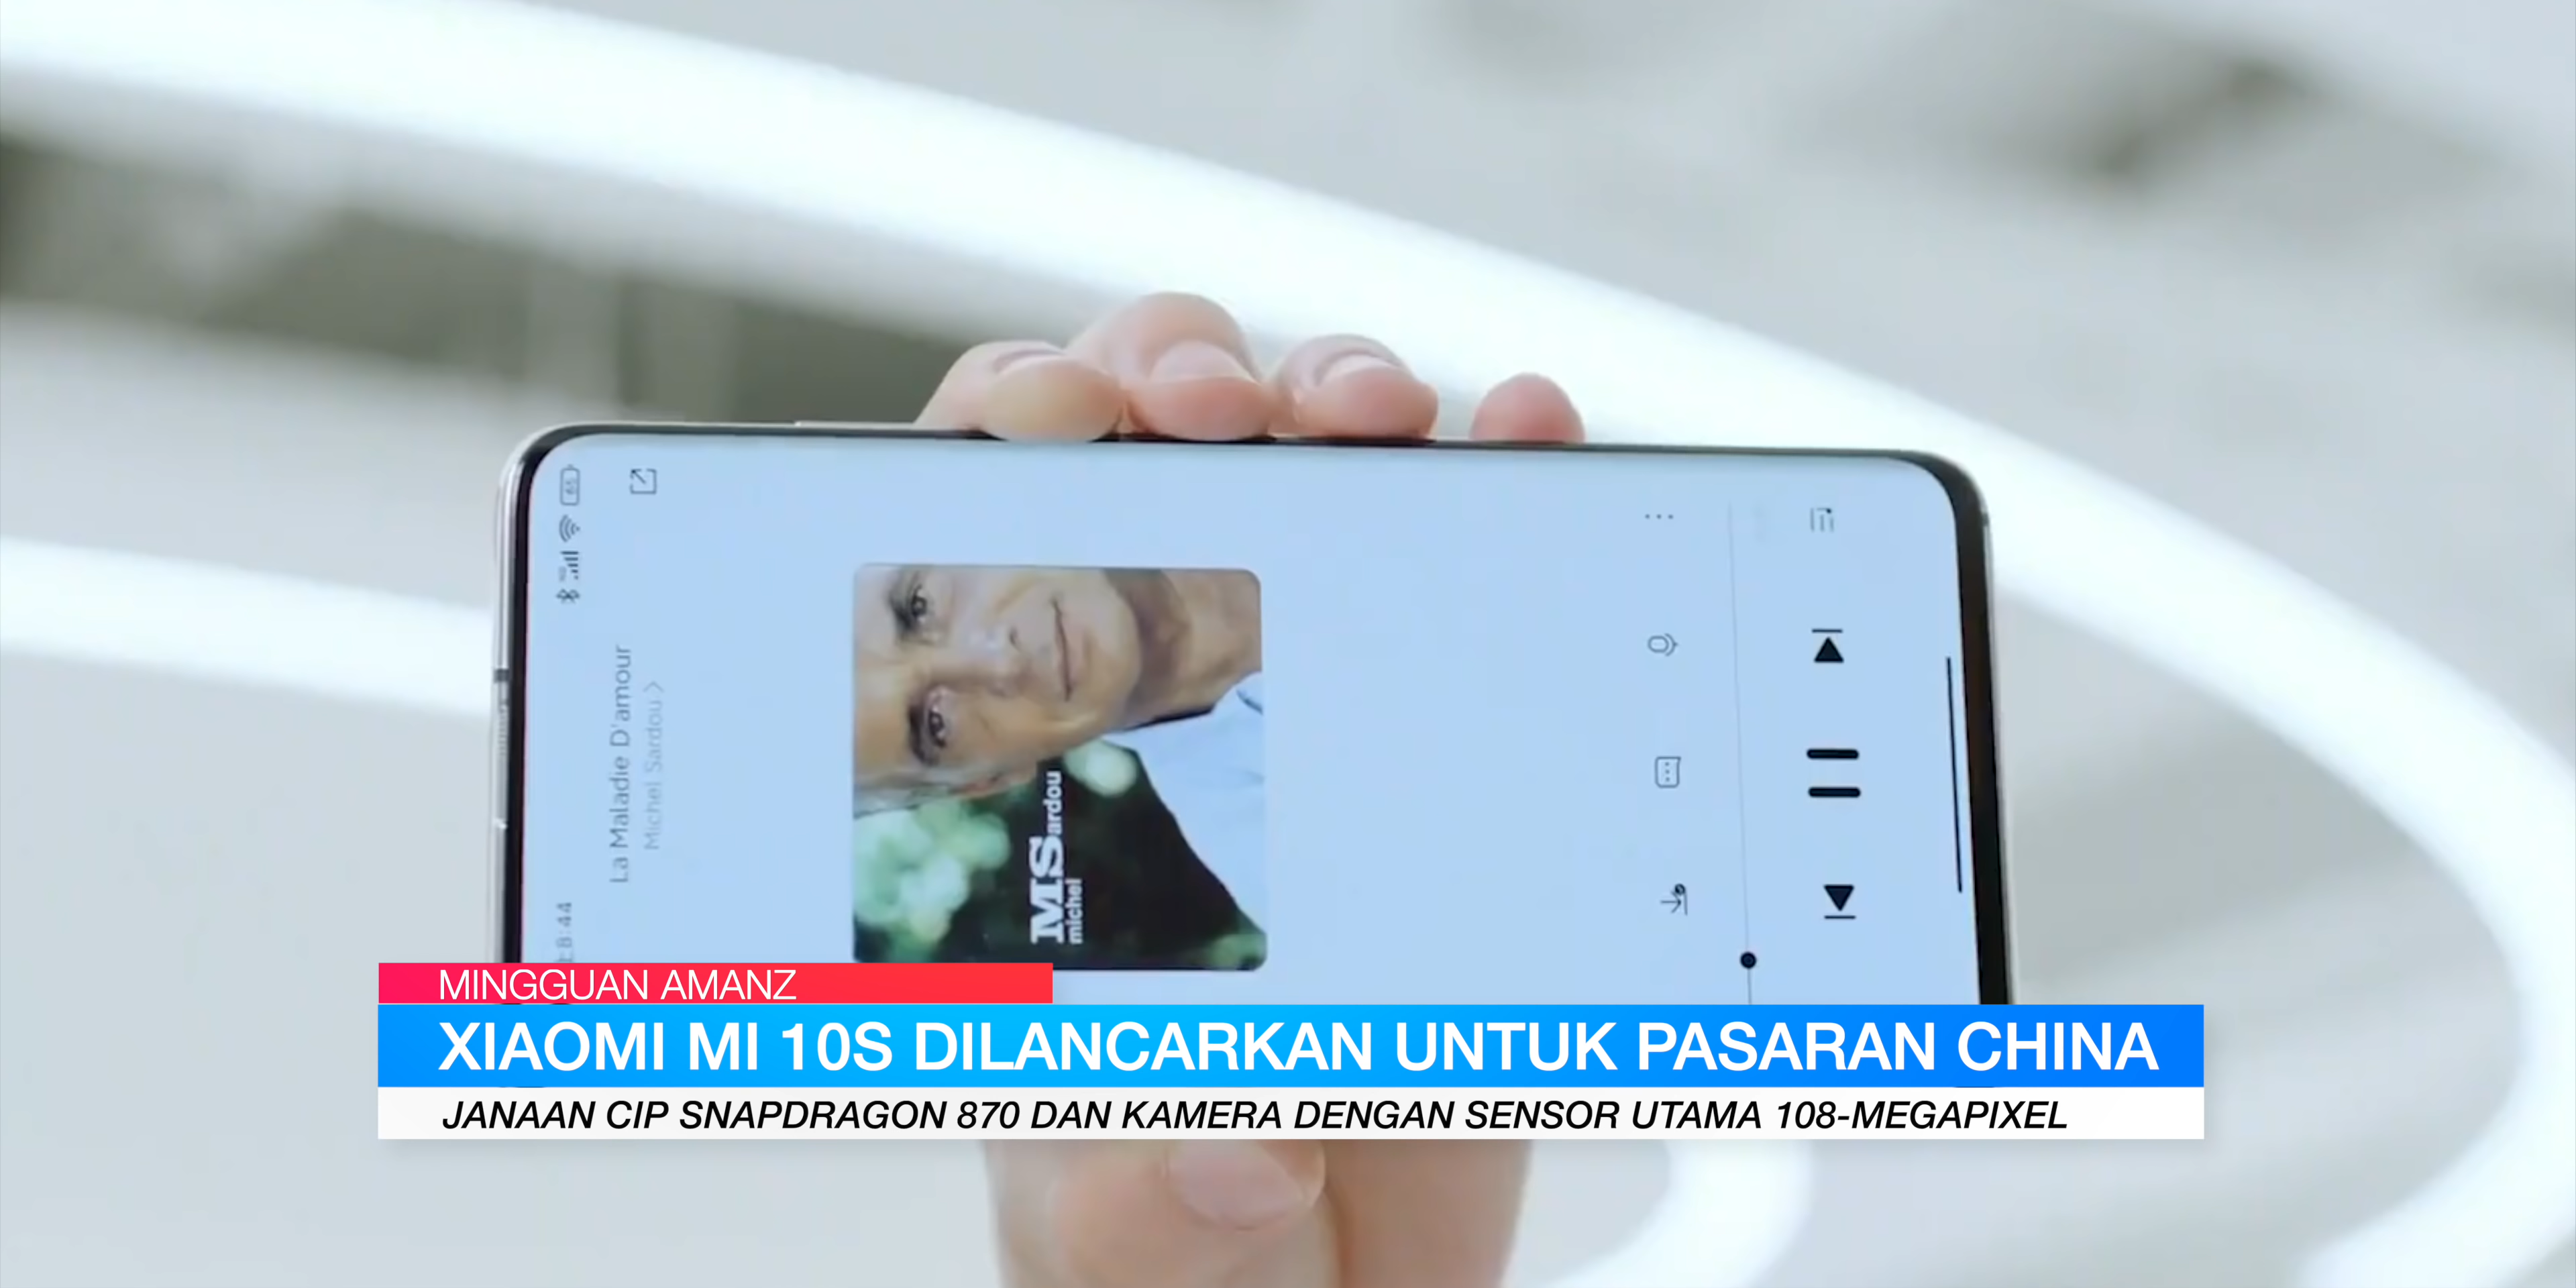 La Maladie D'amour
Michel Sardou
MSardou
michel
MINGGUAN AMANZ
XIAOMI MI 10S DILANCARKAN UNTUK PASARAN CHINA
JANAAN CIP SNAPDRAGON 870 DAN KAMERA DENGAN SENSOR UTAMA 108-MEGAPIXEL